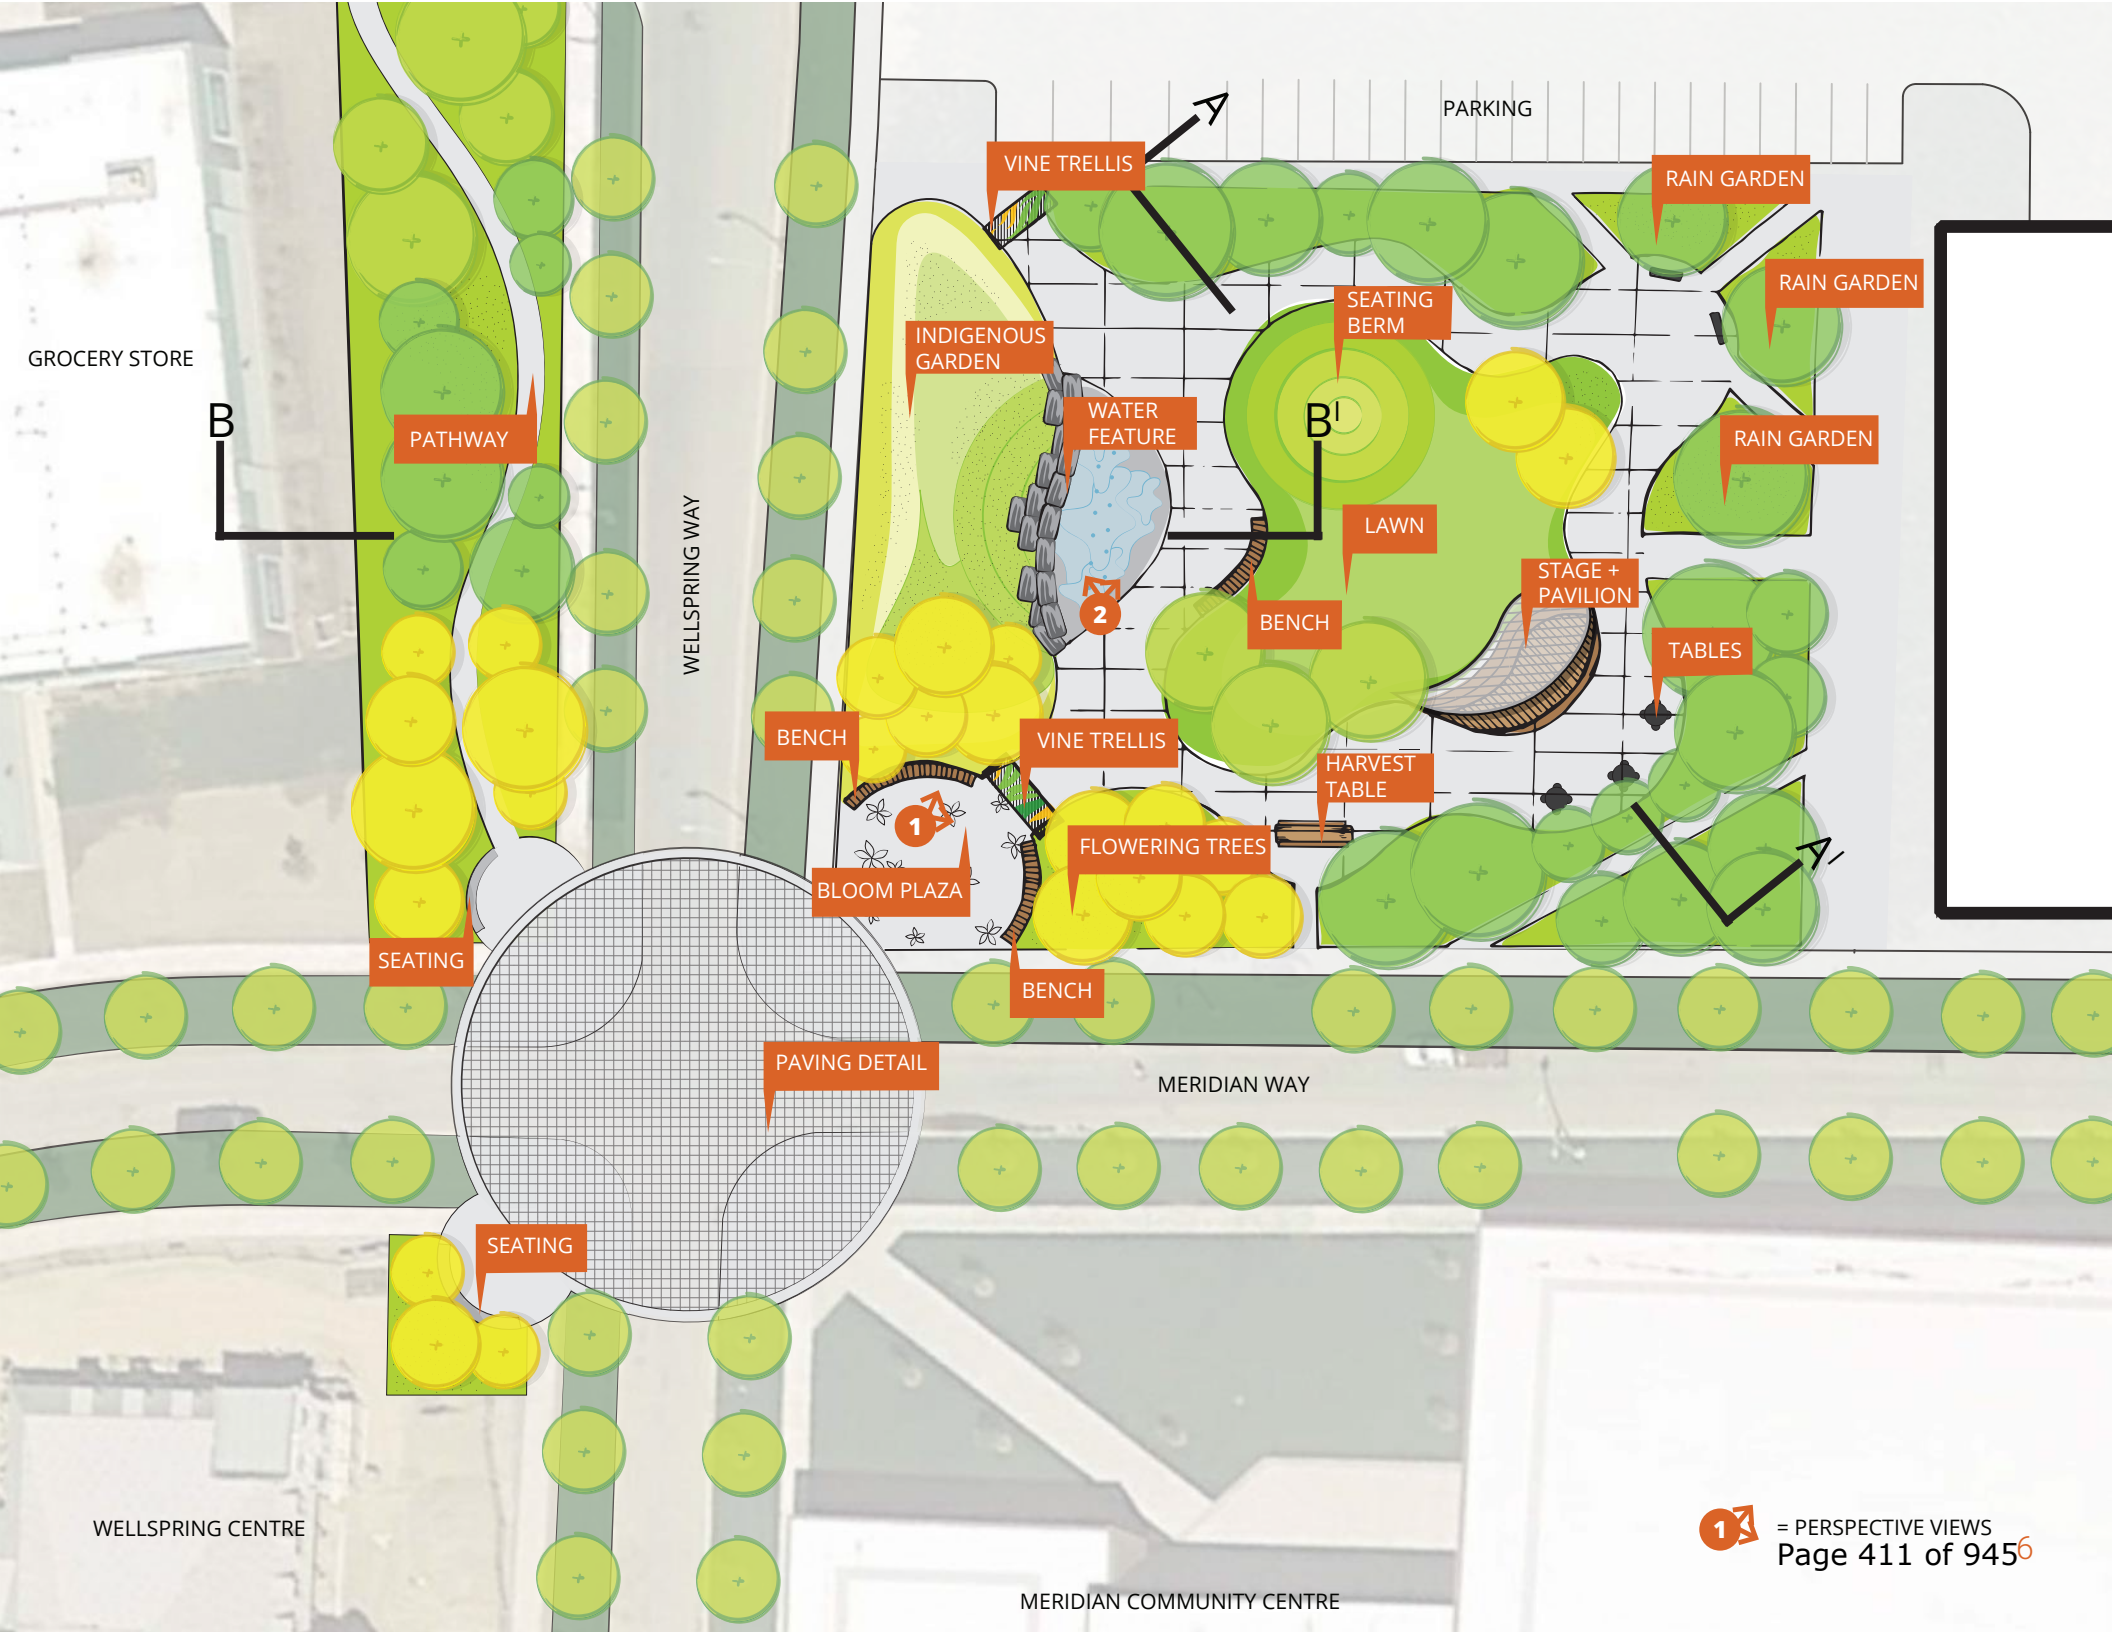 PARKING
A
VINE TRELLIS
RAIN GARDEN
RAIN GARDEN
SEATING
BERM
INDIGENOUS
GARDEN
GROCERY STORE
B
WATER
FEATURE
B'
PATHWAY
RAIN GARDEN
LAWN
WELLSPRING WAY
STAGE +
PAVILION
2
BENCH
TABLES
BENCH
VINE TRELLIS
HARVEST
TABLE
1
FLOWERING TREES
A'
BLOOM PLAZA
SEATING
BENCH
PAVING DETAIL
MERIDIAN WAY
SEATING
WELLSPRING CENTRE
1 = PERSPECTIVE VIEWS
Page 411 of 945 6
MERIDIAN COMMUNITY CENTRE